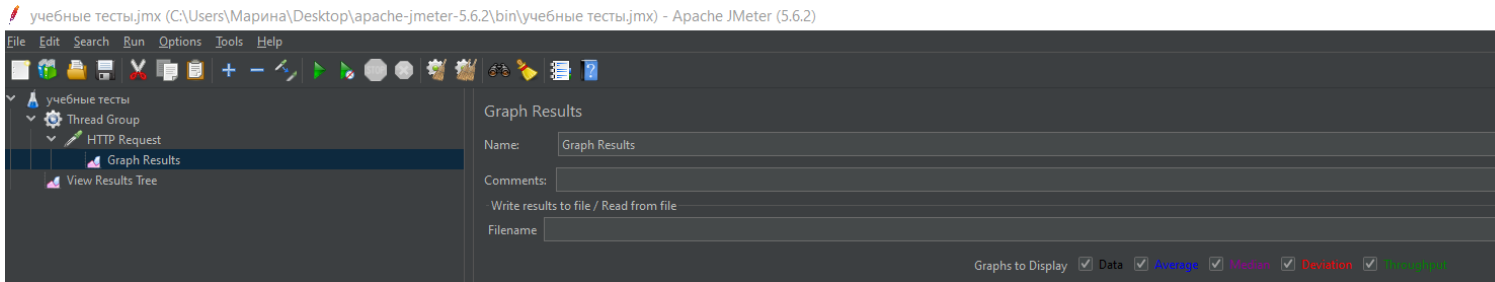 учебные тесты.jmx (C:\Users\Марина\Desktop\apache-jmeter-5.6.2\bin\учебные тесты.jmx) - Apache JMeter (5.6.2)
File Edit Search Run Options Tools Help
STOP
учебные тесты
Thread Group
HTTP Request
Graph Results
View Results Tree
Graph Results
Name: Graph Results
Comments:
Write results to file / Read from file
Filename
Graphs to Display Data Average Median Deviation Throughput